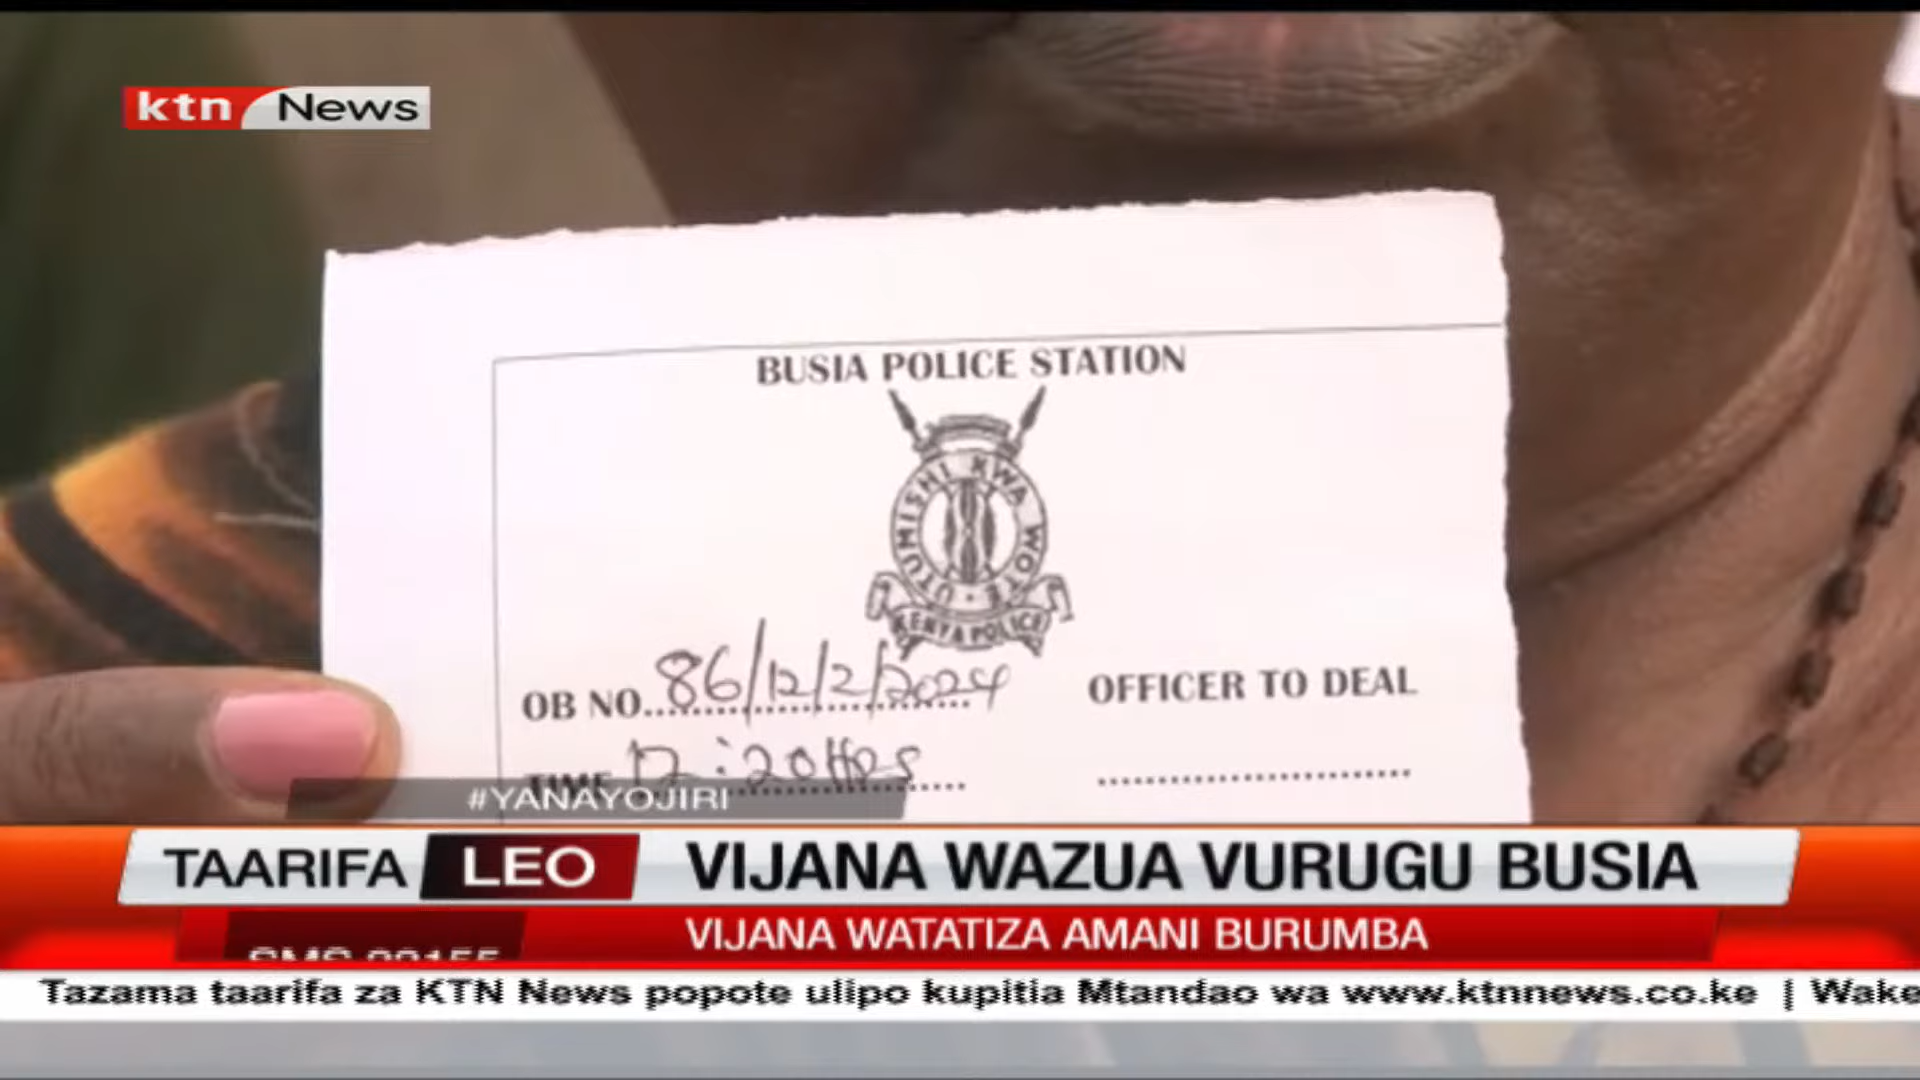 ktn News
BUSIA POLICE STATION
UTUMISHI KWA WOTE
KENYA POLICE
OB NO. 86/12/2/2024
OFFICER TO DEAL
TIME 12:20HRS
#YANAYOJIRI
TAARIFA LEO
VIJANA WAZUA VURUGU BUSIA
VIJANA WATATIZA AMANI BURUMBA
Tazama taarifa za KTN News popote ulipo kupitia Mtandao wa www.ktnnews.co.ke | Wake